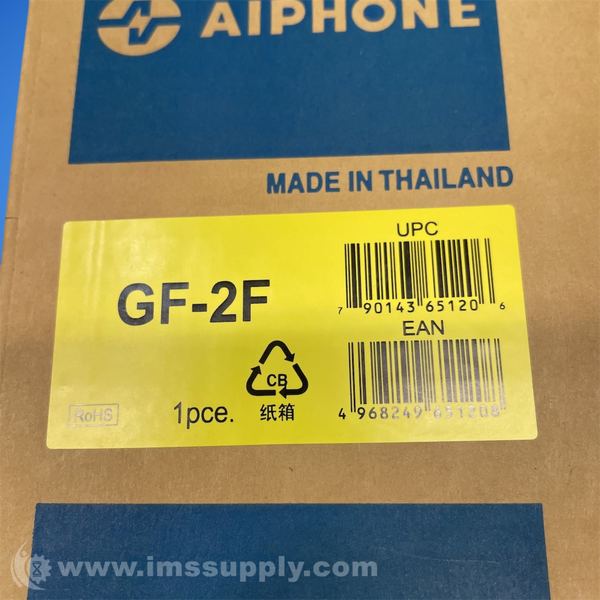 AIPHONE
MADE IN THAILAND
UPC
GF-2F
7 90143 65120 6
EAN
CB
RoHS
1pce.
纸箱
4 968249 651208
www.imssupply.com